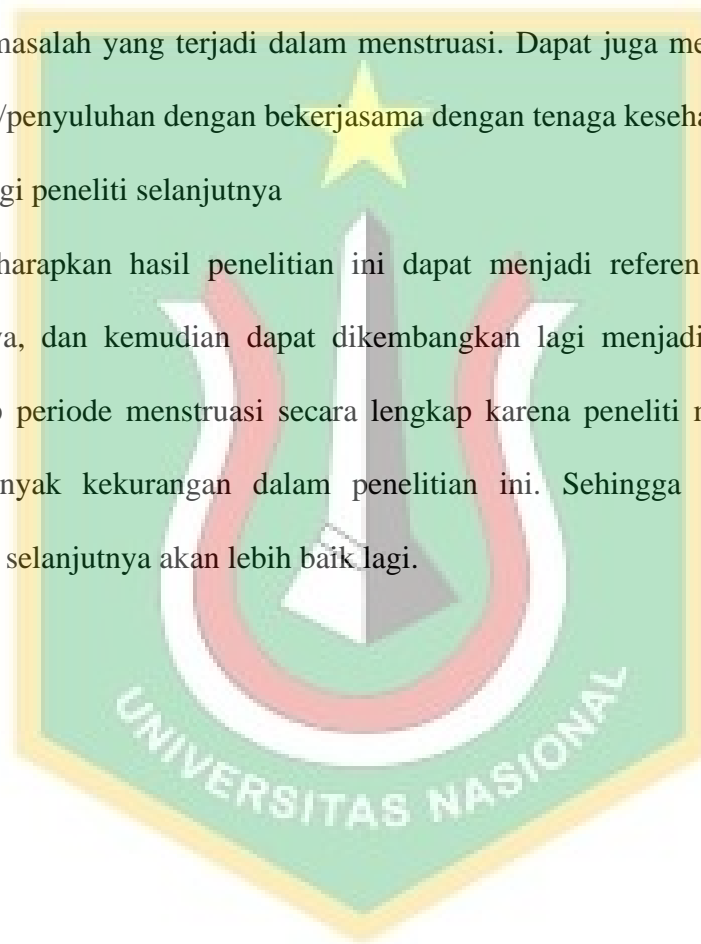 masalah yang terjadi dalam menstruasi. Dapat juga me
/penyuluhan dengan bekerjasama dengan tenaga keseha
gi peneliti selanjutnya
harapkan hasil penelitian ini dapat menjadi referen
a, dan kemudian dapat dikembangkan lagi menjadi
periode menstruasi secara lengkap karena peneliti
nyak kekurangan dalam penelitian ini. Sehingga
selanjutnya akan lebih baik lagi.
UNIVERSITAS NASIONAL